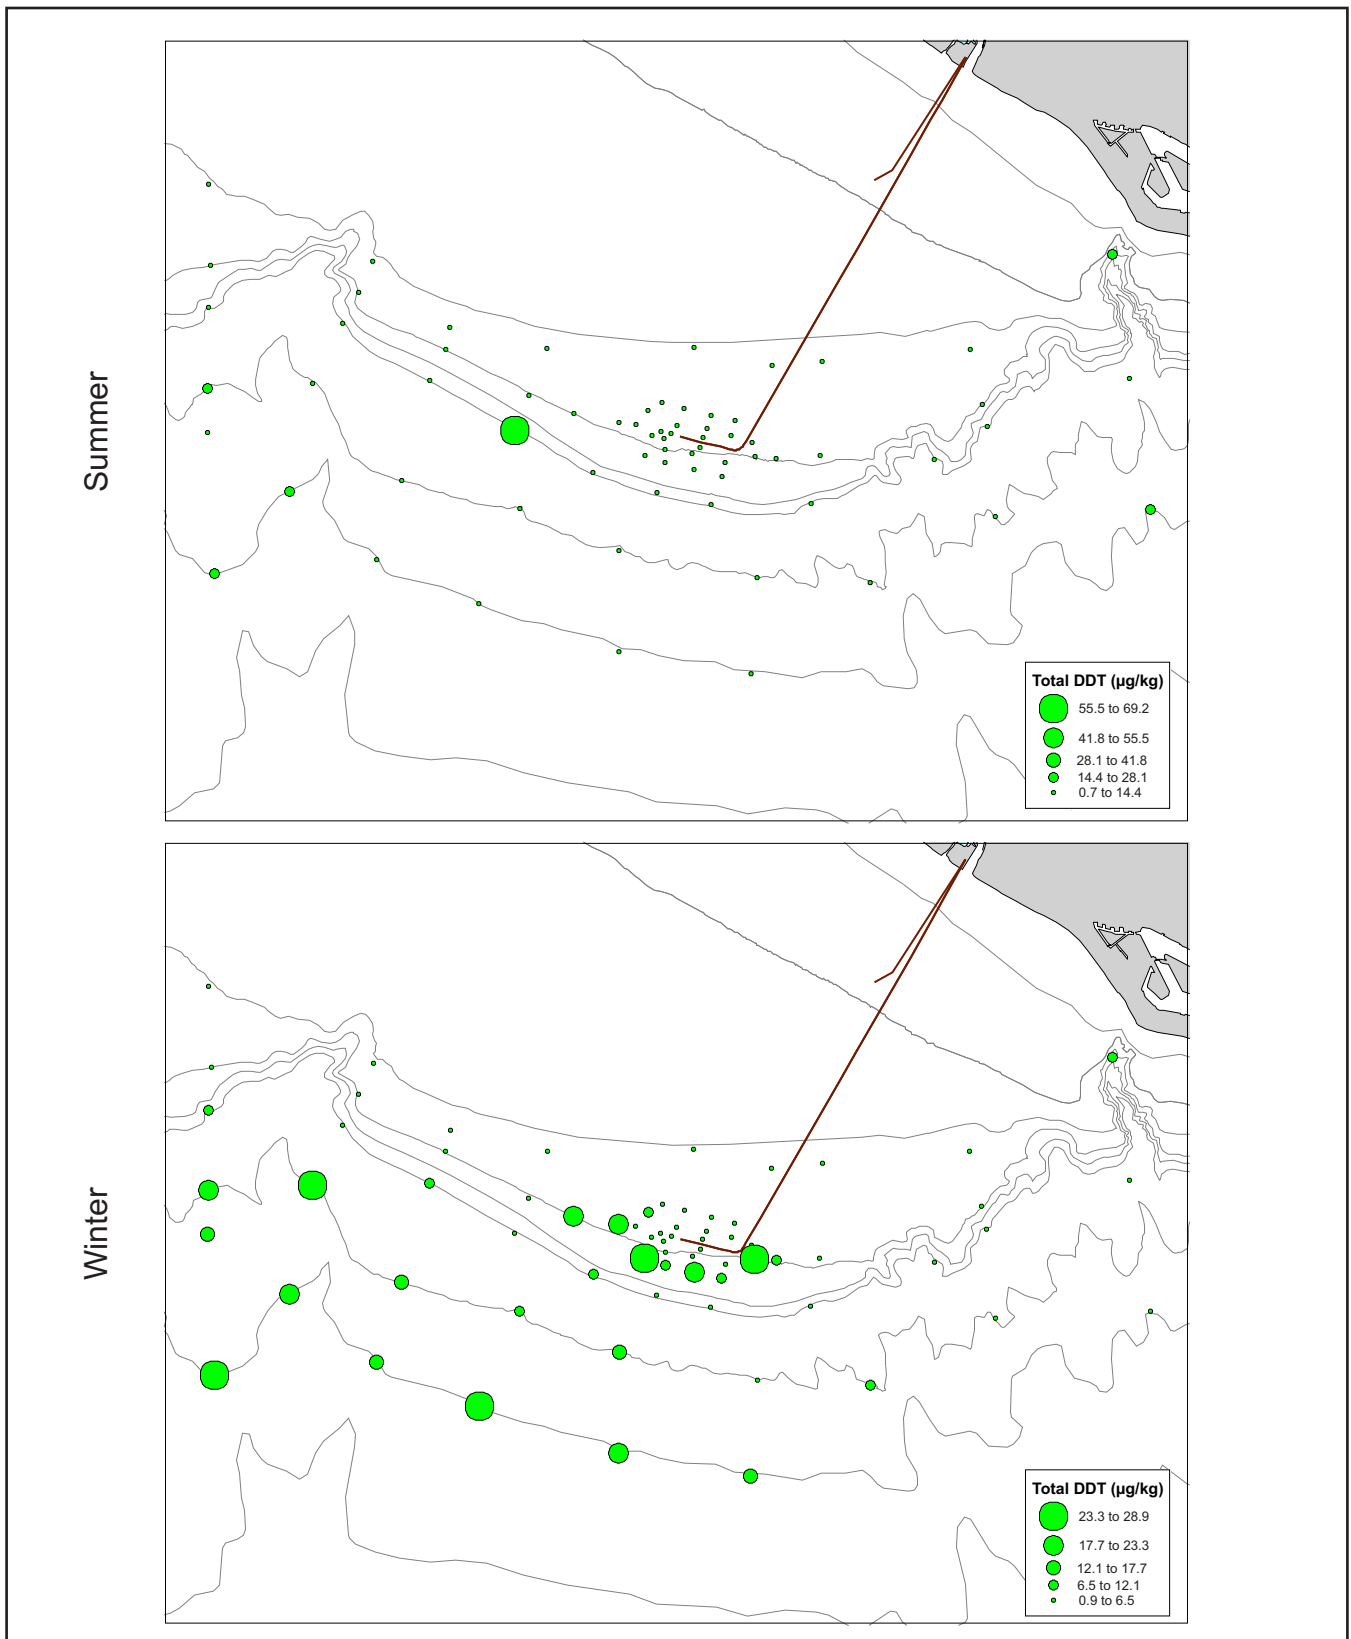 Summer
Total DDT (µg/kg)
55.5 to 69.2
41.8 to 55.5
28.1 to 41.8
14.4 to 28.1
0.7 to 14.4
Winter
Total DDT (µg/kg)
23.3 to 28.9
17.7 to 23.3
12.1 to 17.7
6.5 to 12.1
0.9 to 6.5